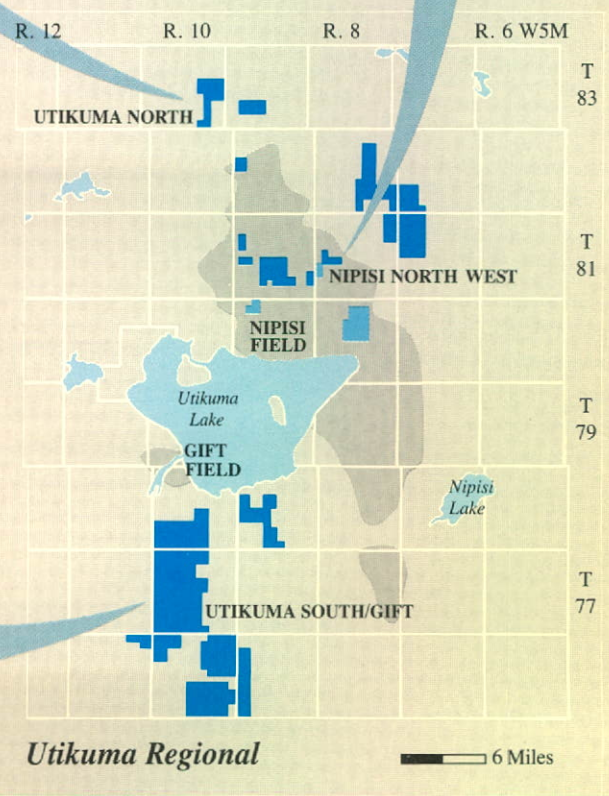 R. 12 R. 10 R. 8 R. 6 W5M
T
83
UTIKUMA NORTH
T
81
NIPISI NORTH WEST
NIPISI
FIELD
Utikuma
Lake
T
79
GIFT
FIELD
Nipisi
Lake
T
77
UTIKUMA SOUTH/GIFT
Utikuma Regional
6 Miles